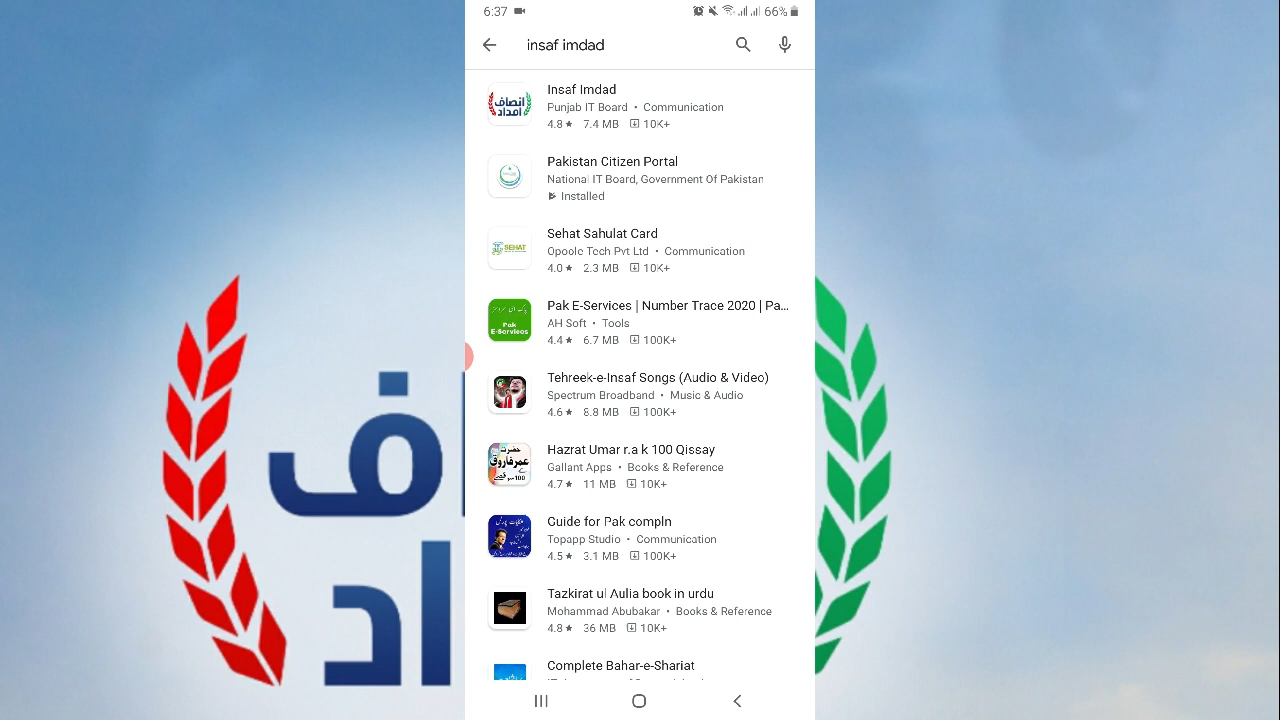 6:37
66%
insaf imdad
انصاف
امداد
Insaf Imdad
Punjab IT Board • Communication
4.8★ 7.4 MB 10K+
Pakistan Citizen Portal
National IT Board, Government Of Pakistan
Installed
SEHAT
Sehat Sahulat Card
Opoole Tech Pvt Ltd • Communication
4.0★ 2.3 MB 10K+
Pak
E-Services
Pak E-Services | Number Trace 2020 | Pa...
AH Soft • Tools
4.4★ 6.7 MB 100K+
Tehreek-e-Insaf Songs (Audio & Video)
Spectrum Broadband • Music & Audio
4.6★ 8.8 MB 100K+
حضرت
عمر فاروق
Hazrat Umar r.a k 100 Qissay
Gallant Apps • Books & Reference
4.7★ 11 MB 10K+
Guide for Pak compln
Topapp Studio • Communication
4.5★ 3.1 MB 100K+
Tazkirat ul Aulia book in urdu
Mohammad Abubakar • Books & Reference
4.8★ 36 MB 10K+
Complete Bahar-e-Shariat